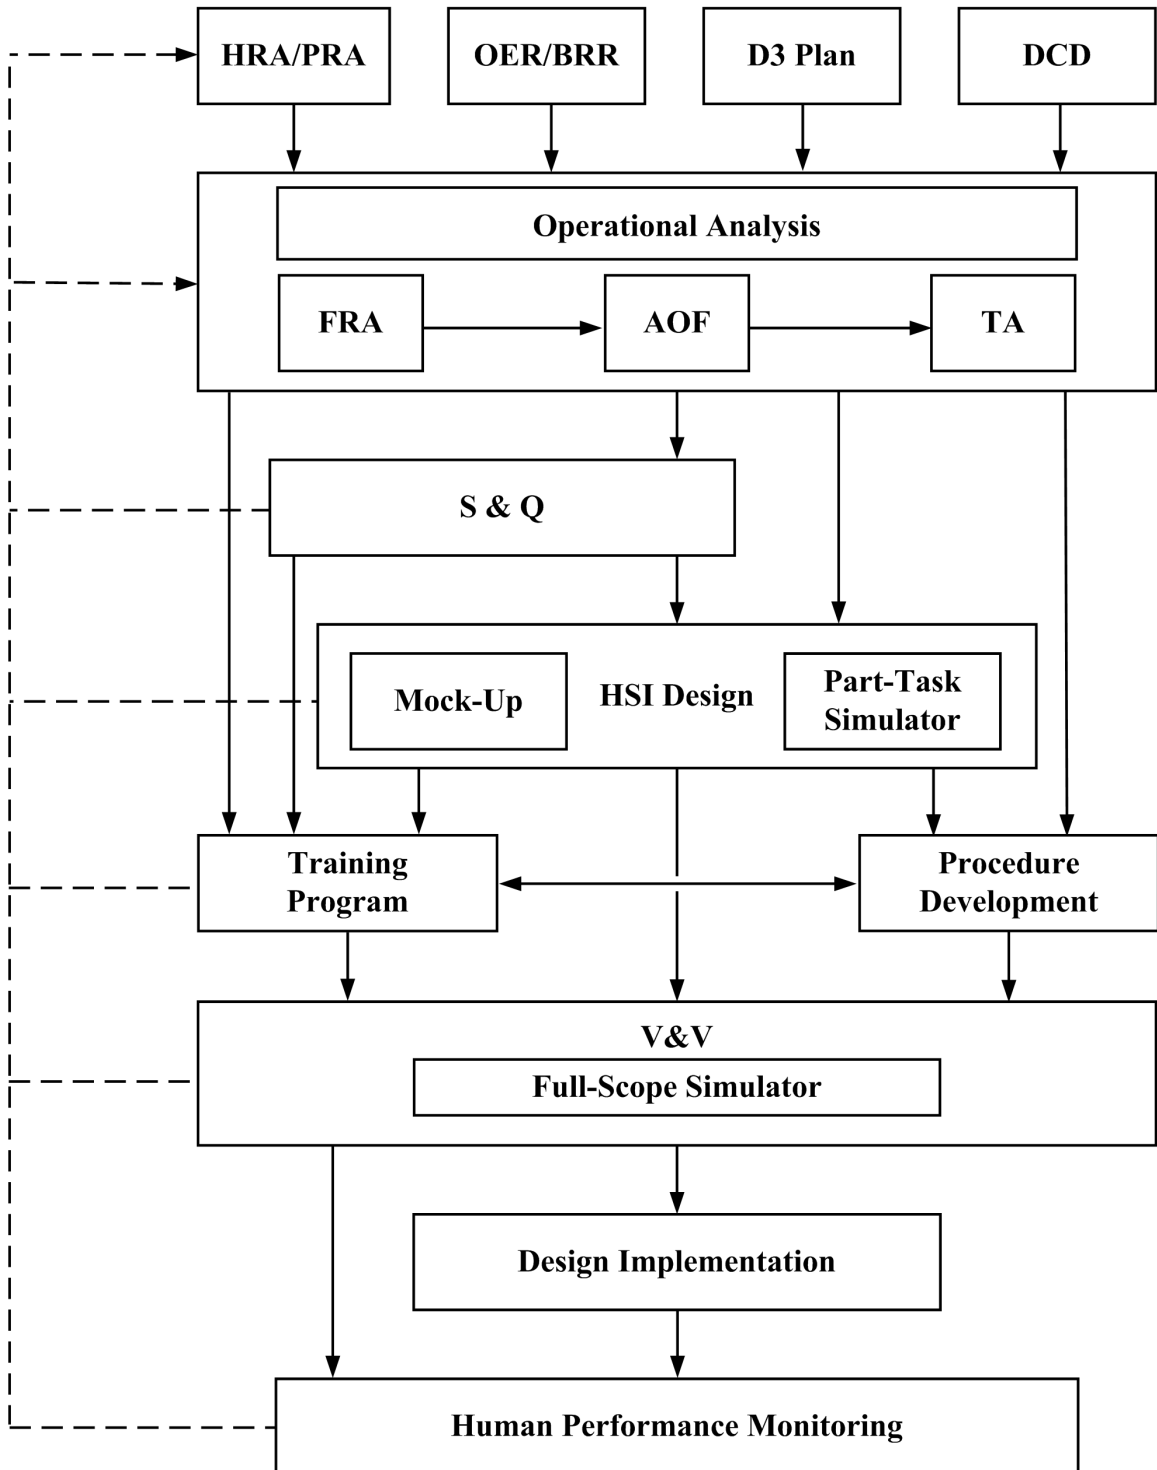 HRA/PRA
OER/BRR
D3 Plan
DCD
Operational Analysis
FRA
AOF
TA
S & Q
Mock-Up
HSI Design
Part-Task
Simulator
Training
Program
Procedure
Development
V&V
Full-Scope Simulator
Design Implementation
Human Performance Monitoring